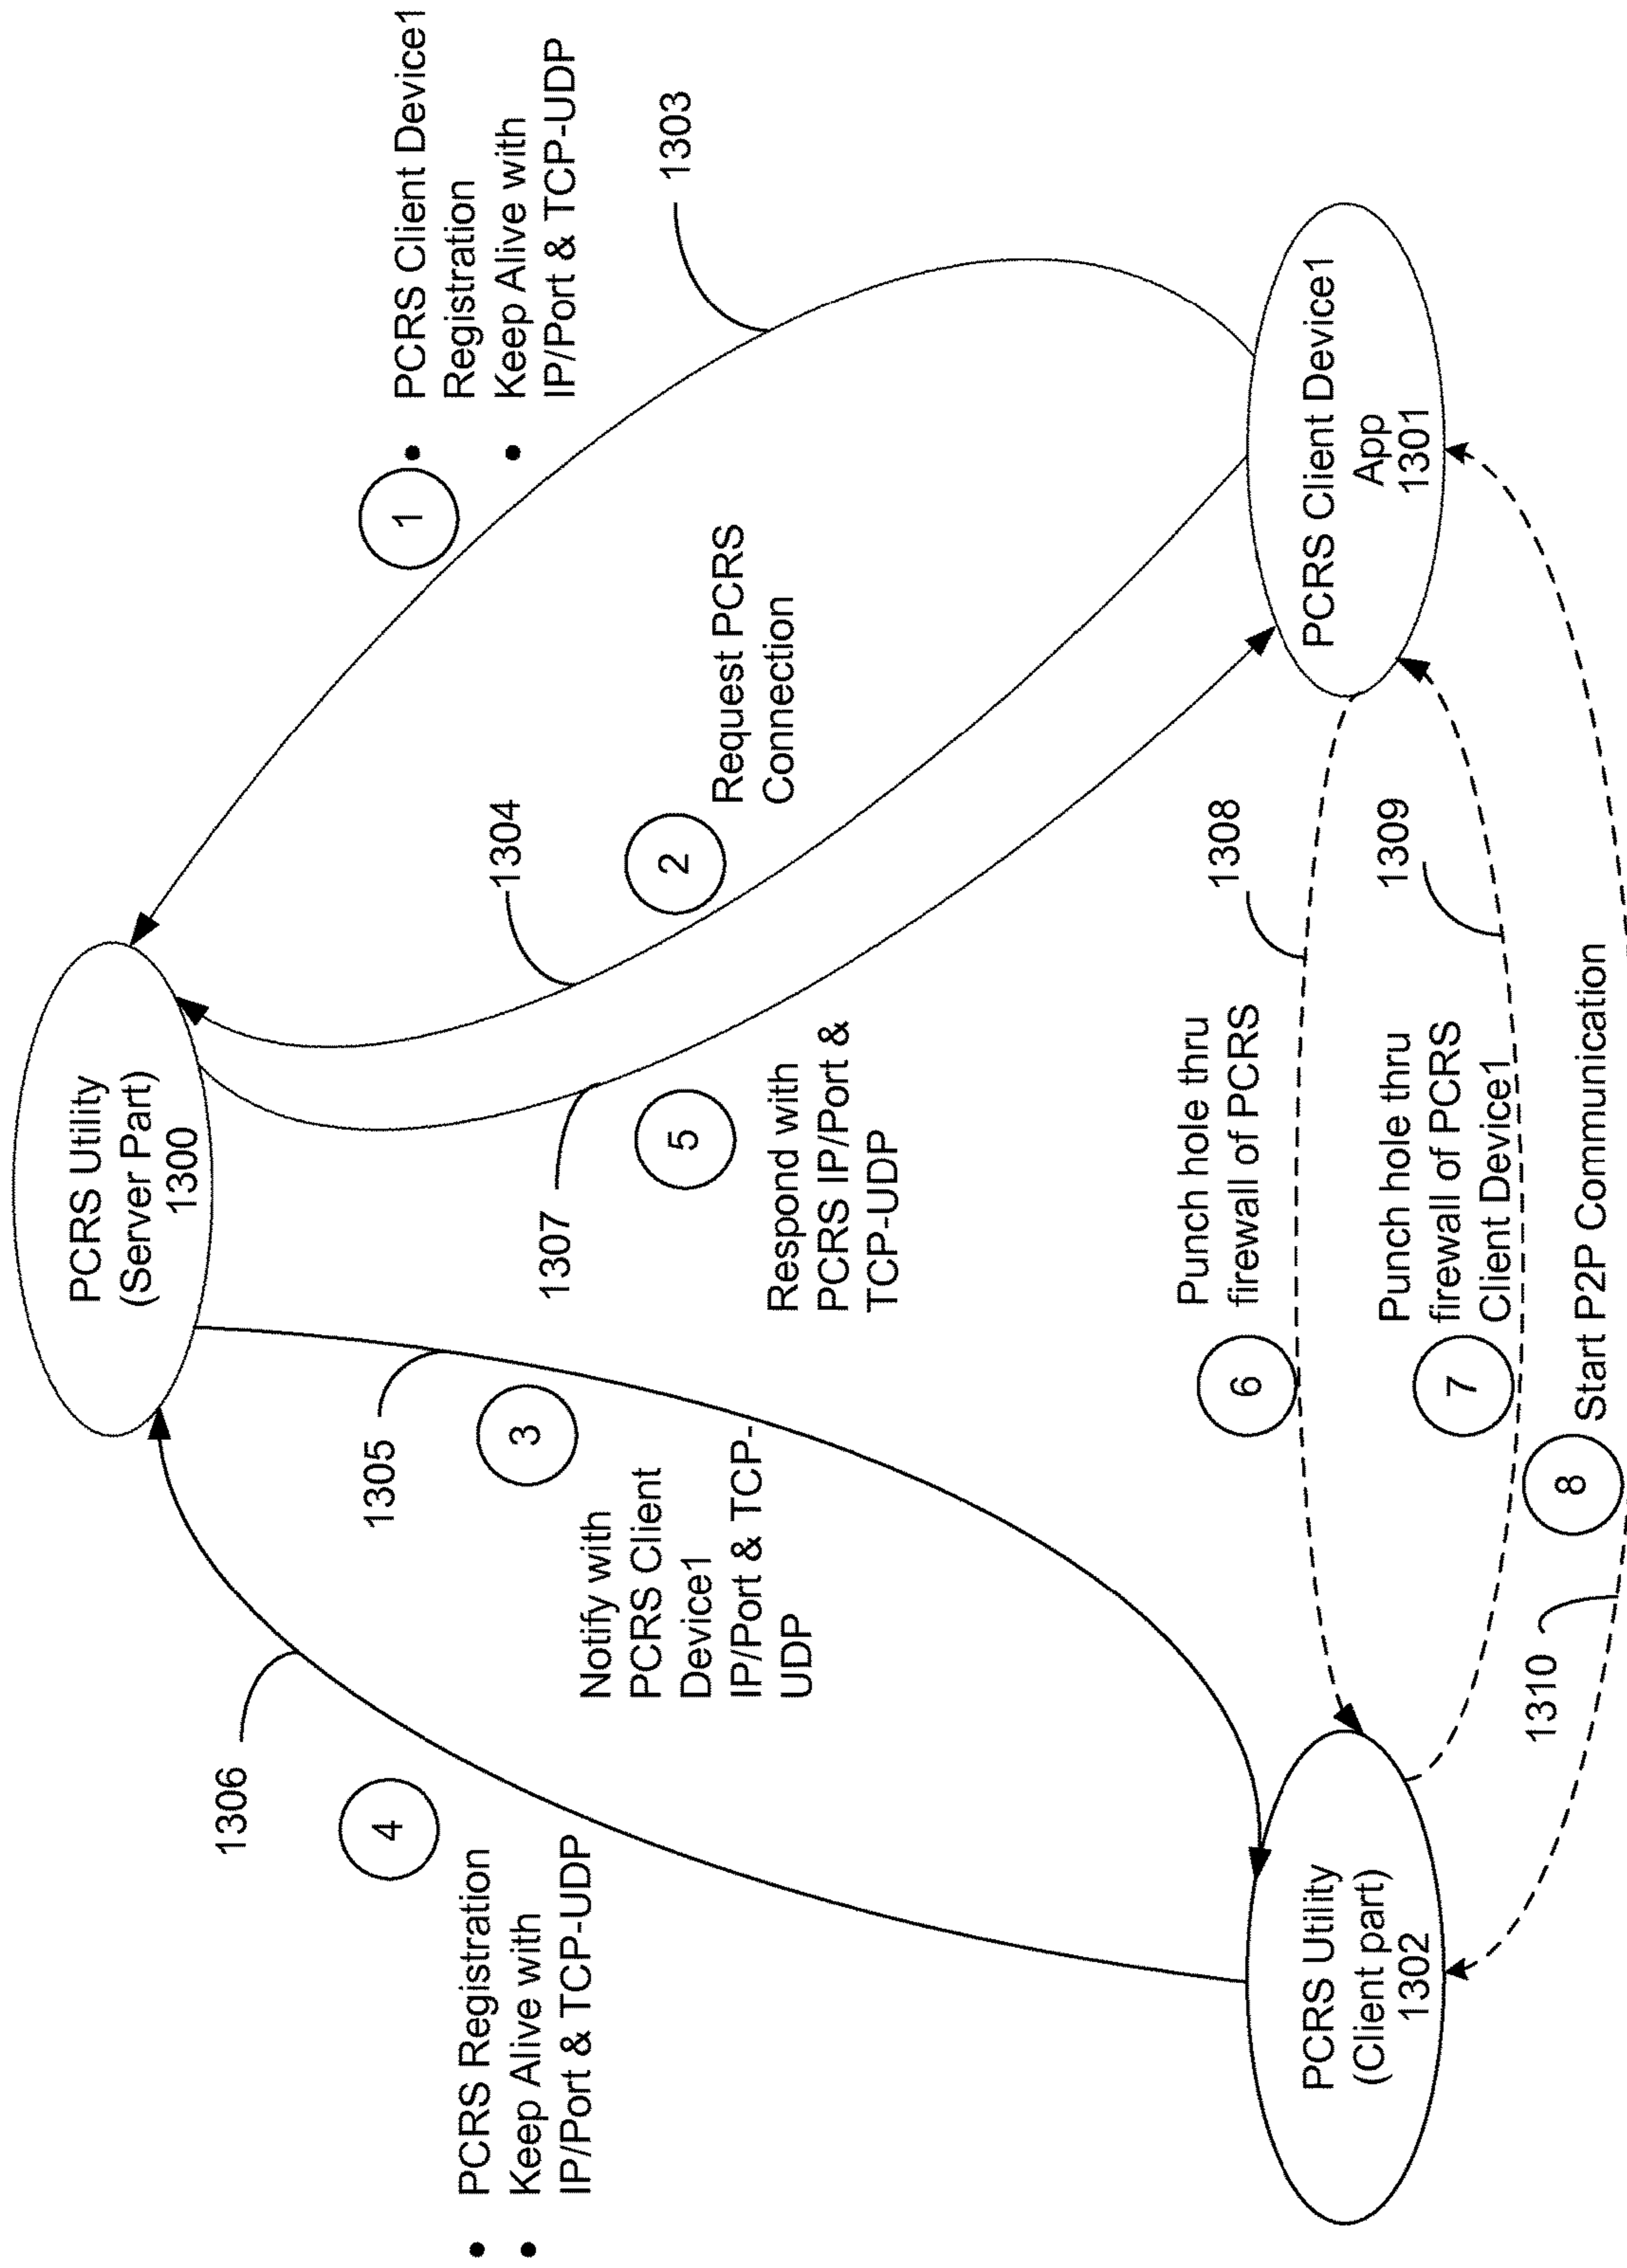 PCRS Utility
(Server Part)
1300
1
• PCRS Client Device1
Registration
• Keep Alive with
IP/Port & TCP-UDP
1303
1304
2
Request PCRS
Connection
1307
5
Respond with
PCRS IP/Port &
TCP-UDP
1305
3
Notify with
PCRS Client
Device1
IP/Port & TCP-
UDP
1306
4
• PCRS Registration
• Keep Alive with
IP/Port & TCP-UDP
PCRS Utility
(Client part)
1302
PCRS Client Device1
App
1301
1308
6
Punch hole thru
firewall of PCRS
1309
7
Punch hole thru
firewall of PCRS
Client Device1
1310
8
Start P2P Communication